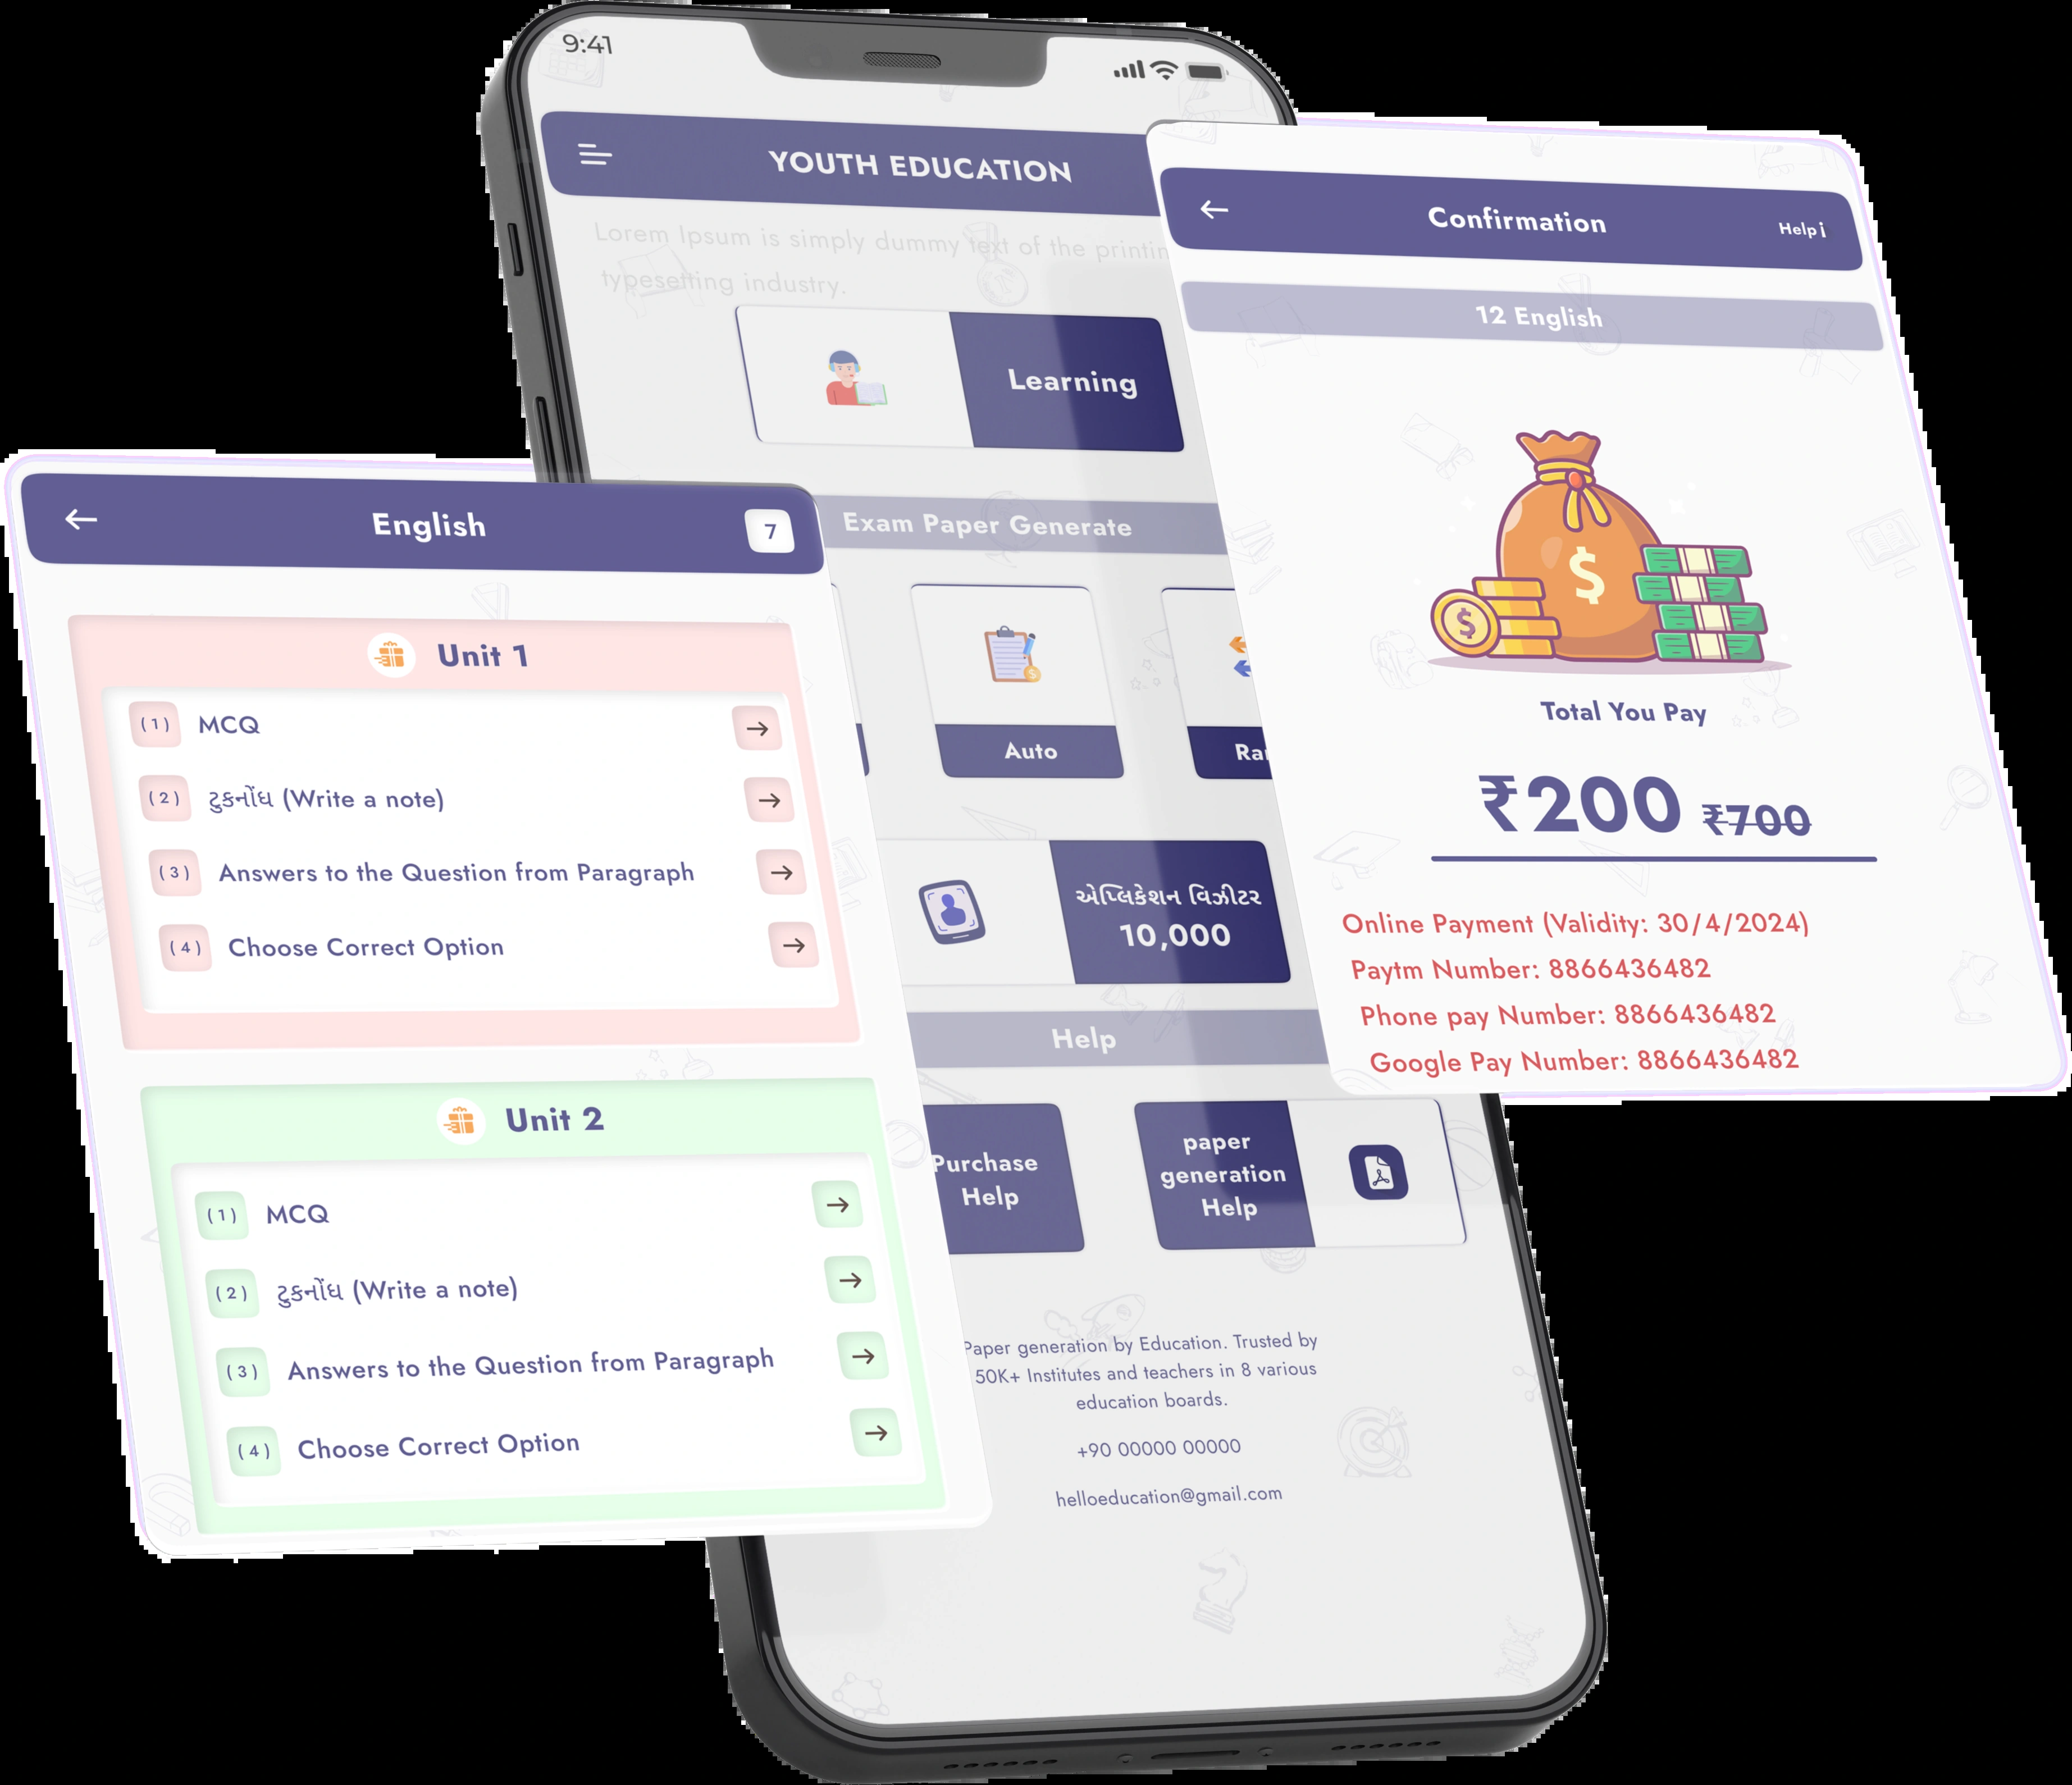 9:41
YOUTH EDUCATION
Lorem Ipsum is simply dummy text of the
typesetting industry.
Learning
Exam Paper Generate
Auto
એપ્લિકેશન વિઝીટર
10,000
Help
Purchase
Help
paper
generation
Help
Paper generation by Education. Trusted by
50K+ Institutes and teachers in 8 various
education boards.
+90 00000 00000
helloeducation@gmail.com
English
7
Unit 1
(1) MCQ
(2) ટુકનોંધ (Write a note)
(3) Answers to the Question from Paragraph
(4) Choose Correct Option
Unit 2
(1) MCQ
(2) ટુકનોંધ (Write a note)
(3) Answers to the Question from Paragraph
(4) Choose Correct Option
Confirmation
Help i
12 English
$
$
Total You Pay
₹200 ₹700
Online Payment (Validity: 30/4/2024)
Paytm Number: 8866436482
Phone pay Number: 8866436482
Google Pay Number: 8866436482